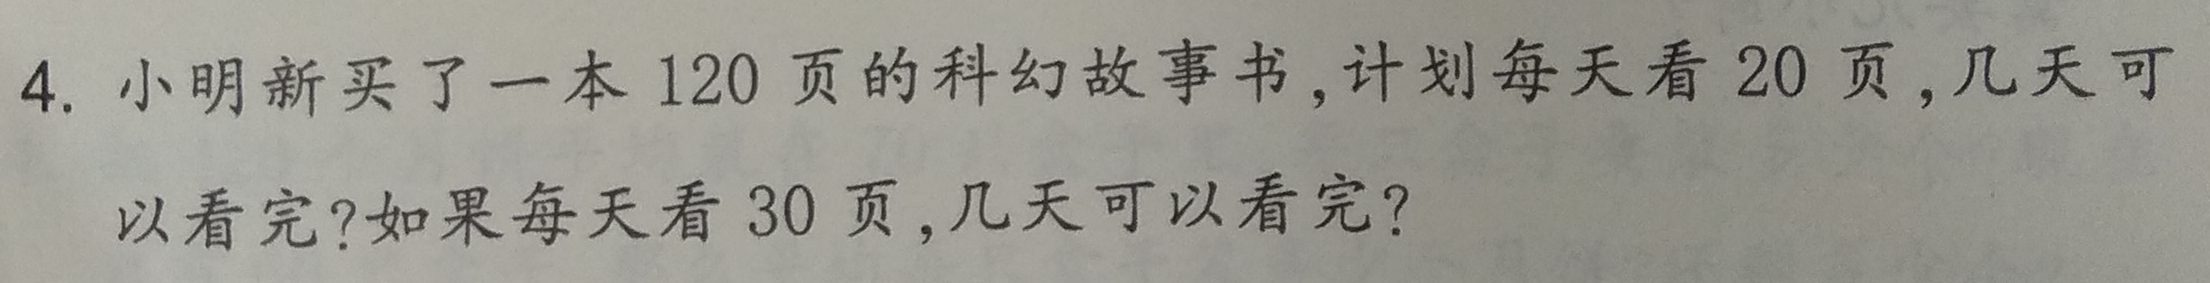 4. 小明新买了一本 120 页的科幻故事书,计划每天看 20 页,几天可
以看完?如果每天看 30 页,几天可以看完?